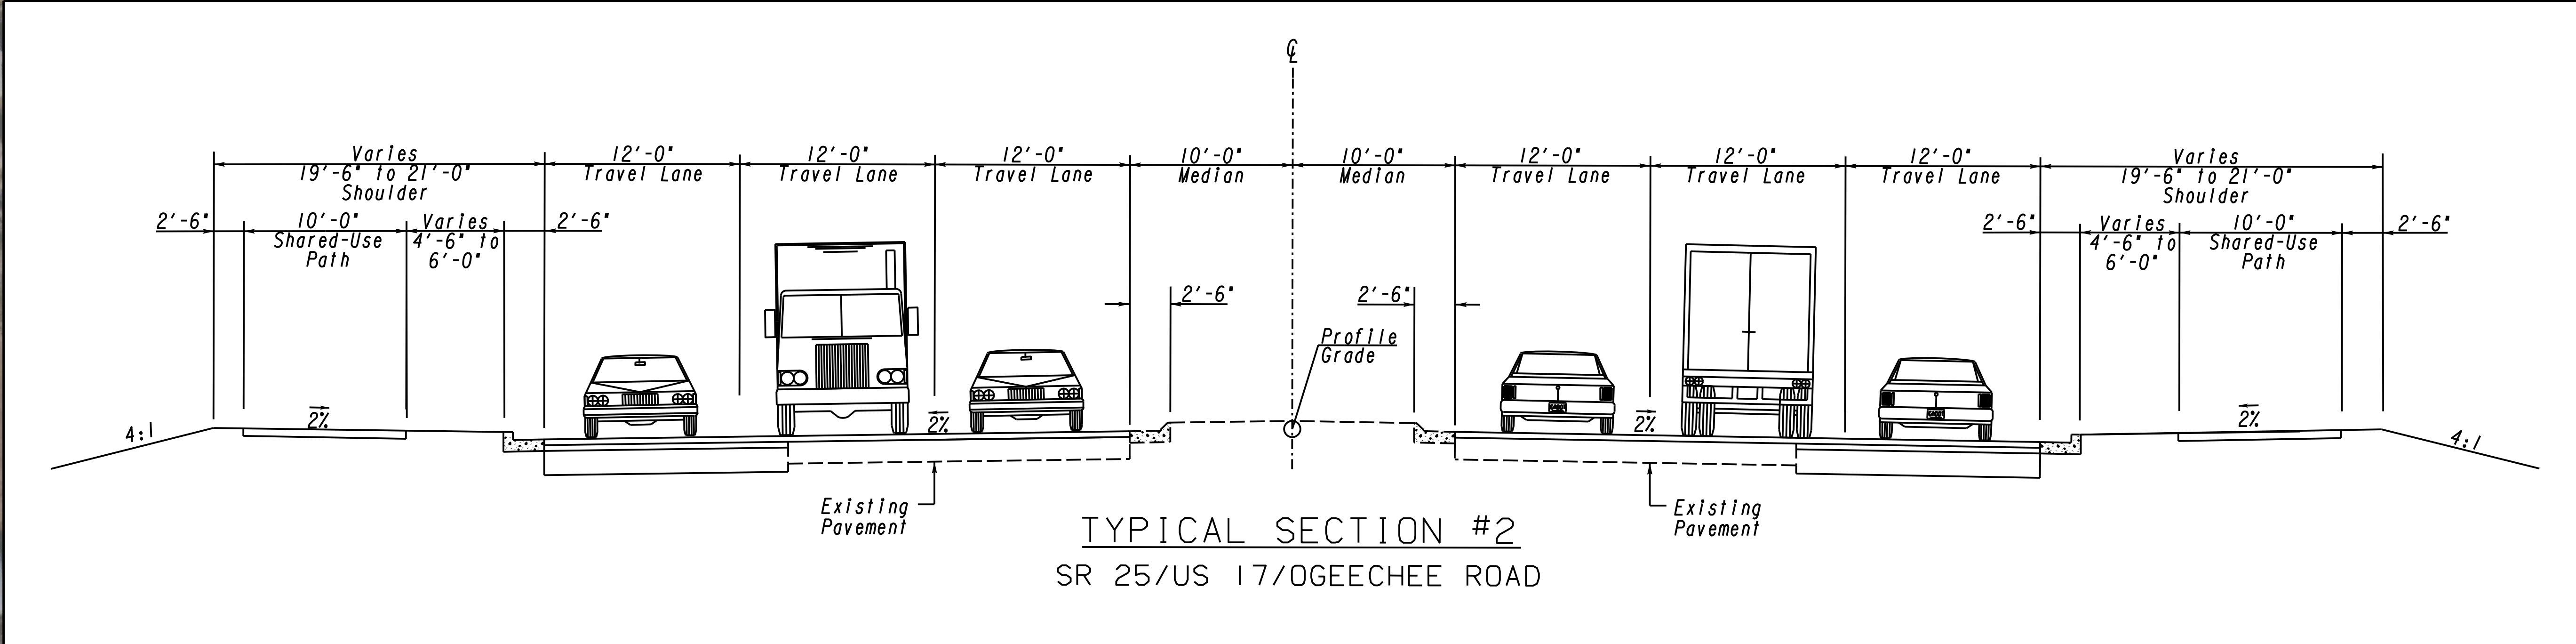 ℄
Varies
19'-6" to 21'-0"
Shoulder
12'-0"
Travel Lane
12'-0"
Travel Lane
12'-0"
Travel Lane
10'-0"
Median
10'-0"
Median
12'-0"
Travel Lane
12'-0"
Travel Lane
12'-0"
Travel Lane
Varies
19'-6" to 21'-0"
Shoulder
2'-6"
10'-0"
Shared-Use
Path
Varies
4'-6" to
6'-0"
2'-6"
2'-6"
2'-6"
2'-6"
Varies
4'-6" to
6'-0"
10'-0"
Shared-Use
Path
2'-6"
Profile
Grade
4:1
2%
2%
2%
2%
4:1
Existing
Pavement
Existing
Pavement
TYPICAL SECTION #2
SR 25/US 17/OGEECHEE ROAD